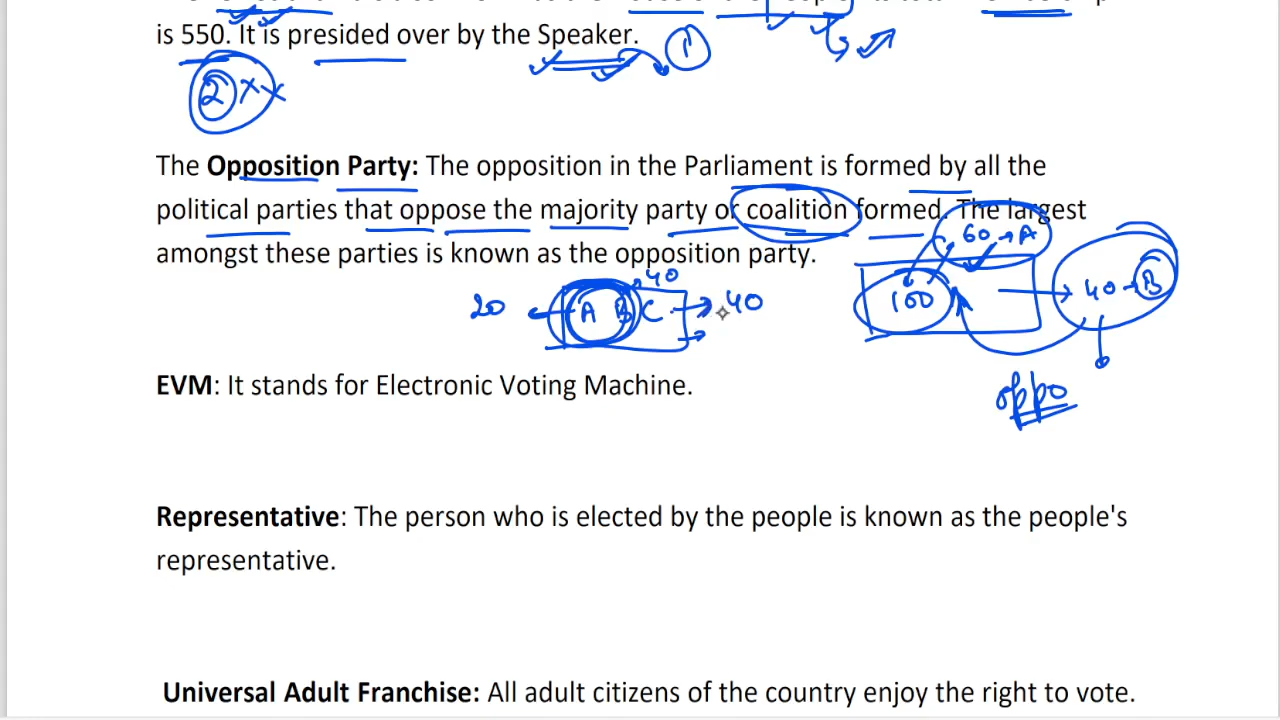 is 550. It is presided over by the Speaker.
1
2 x x
The Opposition Party: The opposition in the Parliament is formed by all the
political parties that oppose the majority party or coalition formed. The largest
60 → A
amongst these parties is known as the opposition party.
40
20 A B C 40
100 40 → B
oppo
EVM: It stands for Electronic Voting Machine.
Representative: The person who is elected by the people is known as the people's
representative.
Universal Adult Franchise: All adult citizens of the country enjoy the right to vote.